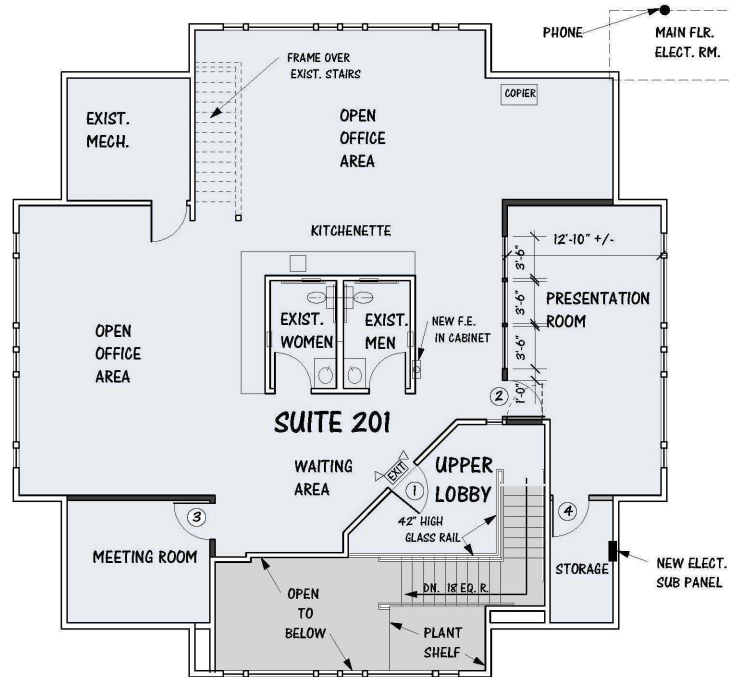 PHONE
MAIN FLR.
ELECT. RM.
FRAME OVER
EXIST. STAIRS
COPIER
EXIST.
MECH.
OPEN
OFFICE
AREA
KITCHENETTE
12'-10" +/-
3'-6"
3'-6"
3'-6"
1'-0"
PRESENTATION
ROOM
EXIST.
WOMEN
EXIST.
MEN
NEW F.E.
IN CABINET
OPEN
OFFICE
AREA
2
SUITE 201
WAITING
AREA
EXIT
1
UPPER
LOBBY
42" HIGH
GLASS RAIL
3
4
MEETING ROOM
STORAGE
NEW ELECT.
SUB PANEL
DN. 18 EQ. R.
OPEN
TO
BELOW
PLANT
SHELF